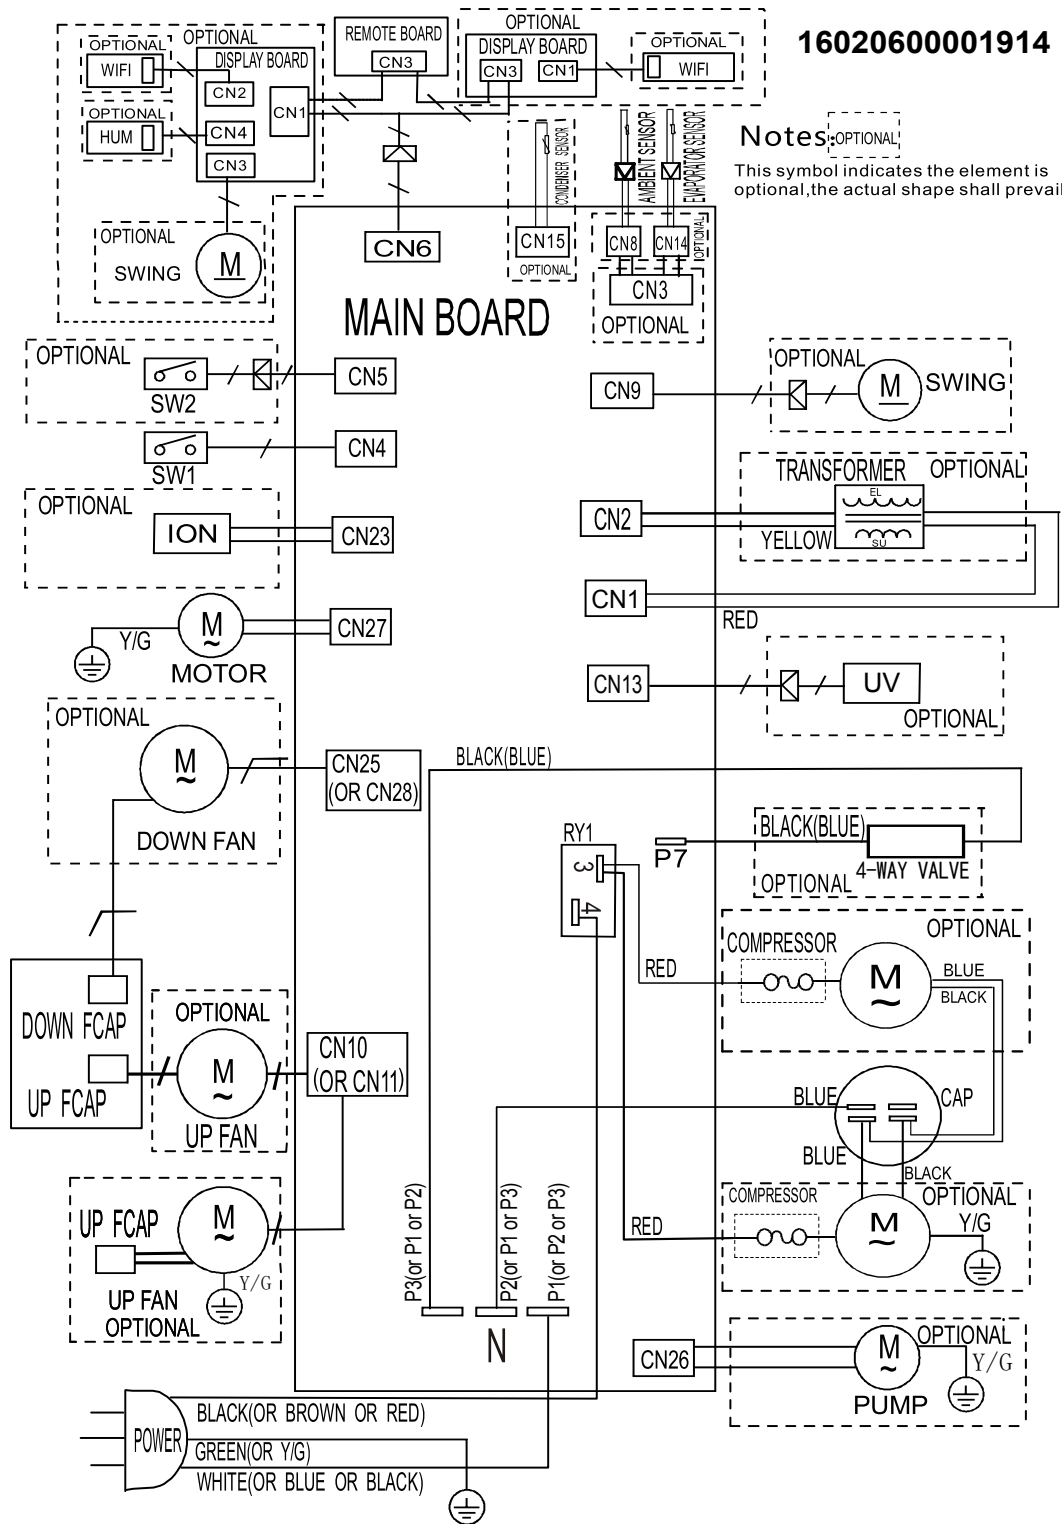 16020600001914
Notes:
OPTIONAL
This symbol indicates the element is
optional,the actual shape shall prevail
OPTIONAL
OPTIONAL
WIFI
DISPLAY BOARD
CN2
CN1
OPTIONAL
HUM
CN4
CN3
OPTIONAL
SWING
M
REMOTE BOARD
CN3
OPTIONAL
DISPLAY BOARD
CN3
CN1
OPTIONAL
WIFI
CN6
CONDENSER SENSOR
CN15
OPTIONAL
AMBIENT SENSOR
EVAPORATOR SENSOR
CN8
CN14
OPTIONAL
CN3
OPTIONAL
MAIN BOARD
OPTIONAL
SW2
CN5
SW1
CN4
OPTIONAL
ION
CN23
M
~
Y/G
MOTOR
CN27
OPTIONAL
M
~
DOWN FAN
CN25
(OR CN28)
DOWN FCAP
UP FCAP
OPTIONAL
M
~
UP FAN
CN10
(OR CN11)
UP FCAP
M
~
Y/G
UP FAN
OPTIONAL
CN9
OPTIONAL
M
SWING
CN2
TRANSFORMER
OPTIONAL
EL
SU
YELLOW
CN1
RED
CN13
UV
OPTIONAL
BLACK(BLUE)
RY1
3
4
P7
BLACK(BLUE)
4-WAY VALVE
OPTIONAL
OPTIONAL
COMPRESSOR
M
~
RED
BLUE
BLACK
BLUE
CAP
BLUE
BLACK
COMPRESSOR
OPTIONAL
M
~
Y/G
RED
P3(or P1 or P2)
P2(or P1 or P3)
P1(or P2 or P3)
N
CN26
OPTIONAL
M
~
Y/G
PUMP
POWER
BLACK(OR BROWN OR RED)
GREEN(OR Y/G)
WHITE(OR BLUE OR BLACK)